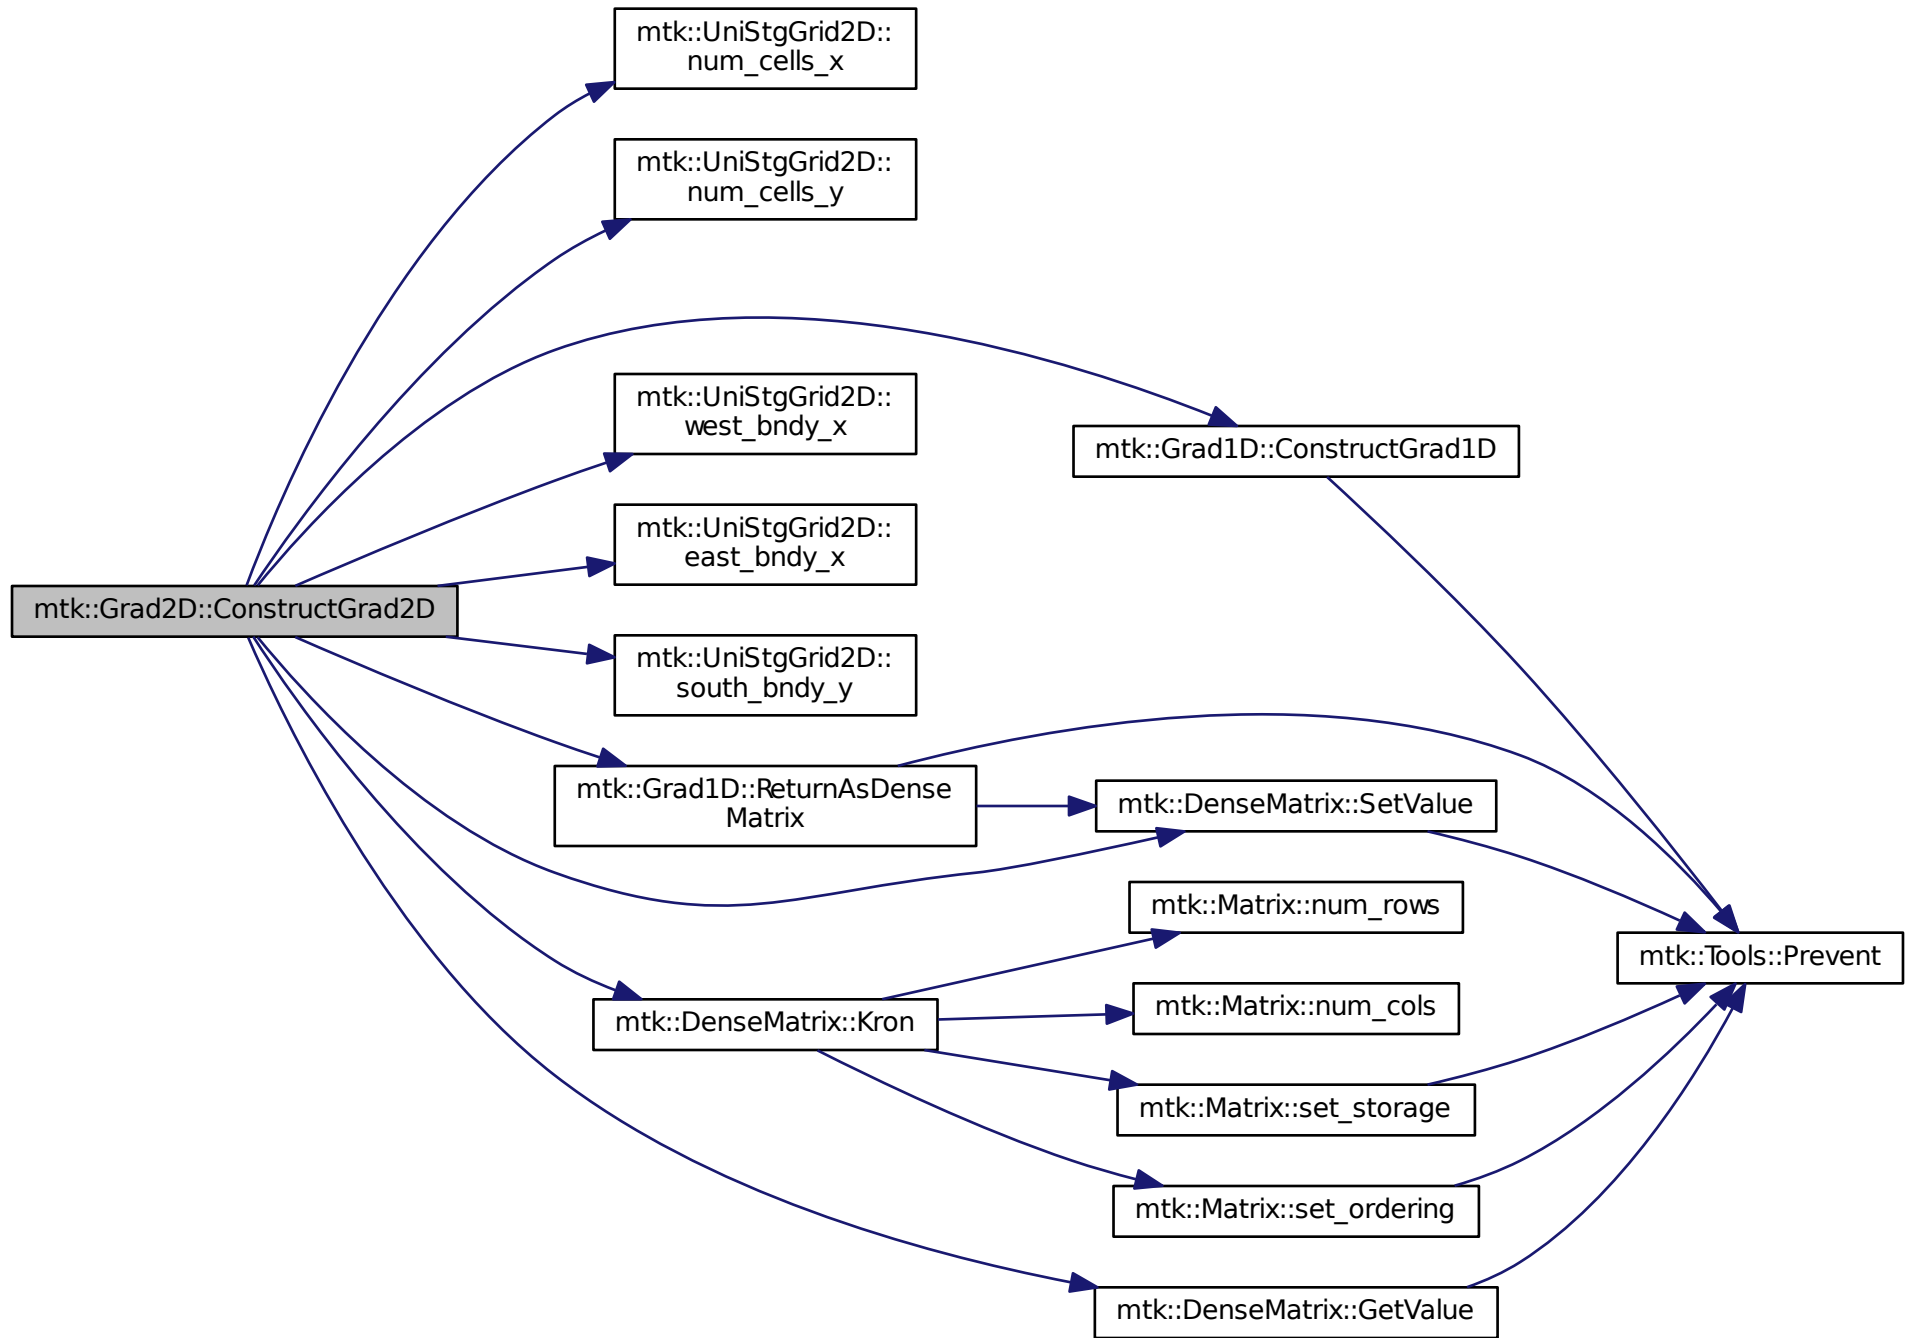 mtk::UniStgGrid2D::
num_cells_x
mtk::UniStgGrid2D::
num_cells_y
mtk::UniStgGrid2D::
west_bndy_x
mtk::Grad1D::ConstructGrad1D
mtk::UniStgGrid2D::
east_bndy_x
mtk::Grad2D::ConstructGrad2D
mtk::UniStgGrid2D::
south_bndy_y
mtk::Grad1D::ReturnAsDense
Matrix
mtk::DenseMatrix::SetValue
mtk::Matrix::num_rows
mtk::Tools::Prevent
mtk::DenseMatrix::Kron
mtk::Matrix::num_cols
mtk::Matrix::set_storage
mtk::Matrix::set_ordering
mtk::DenseMatrix::GetValue